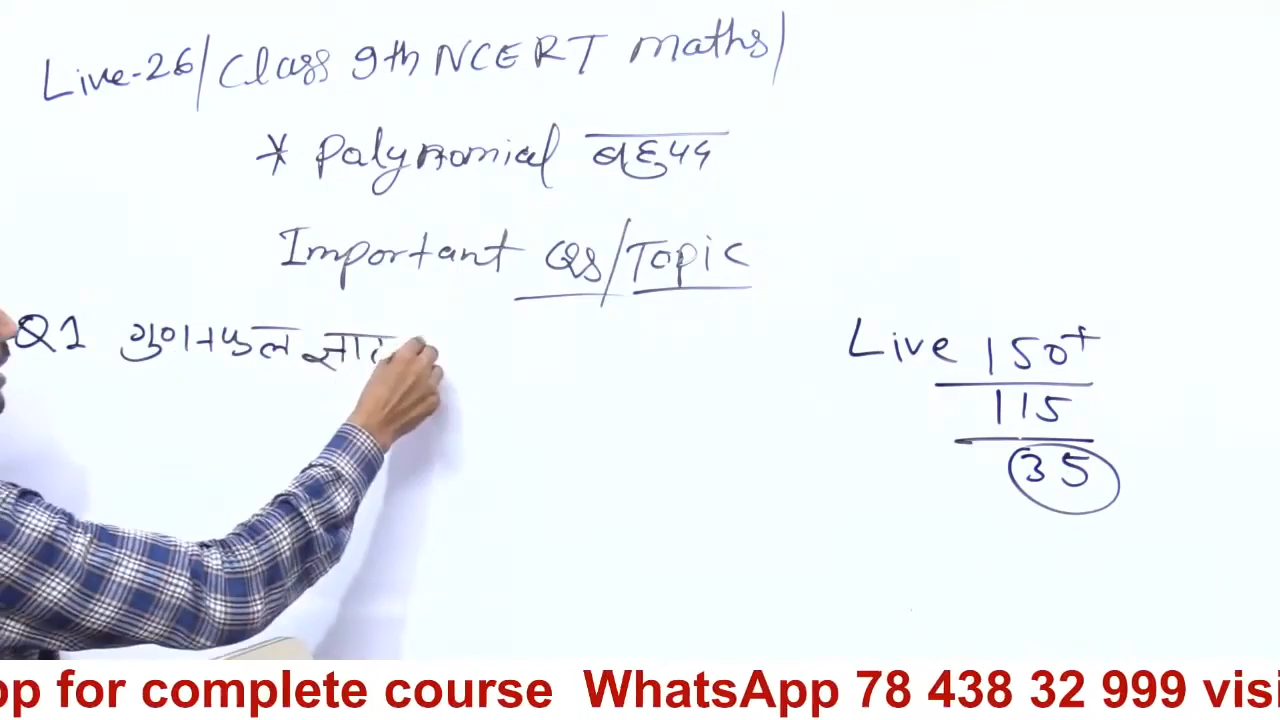 Live-26/Class 9th NCERT maths/
* Polynomial बहुपद
Important Qs/Topic
Q1 गुणनफल ज्ञात
Live 150+
115
35
pp for complete course WhatsApp 78 438 32 999 visi